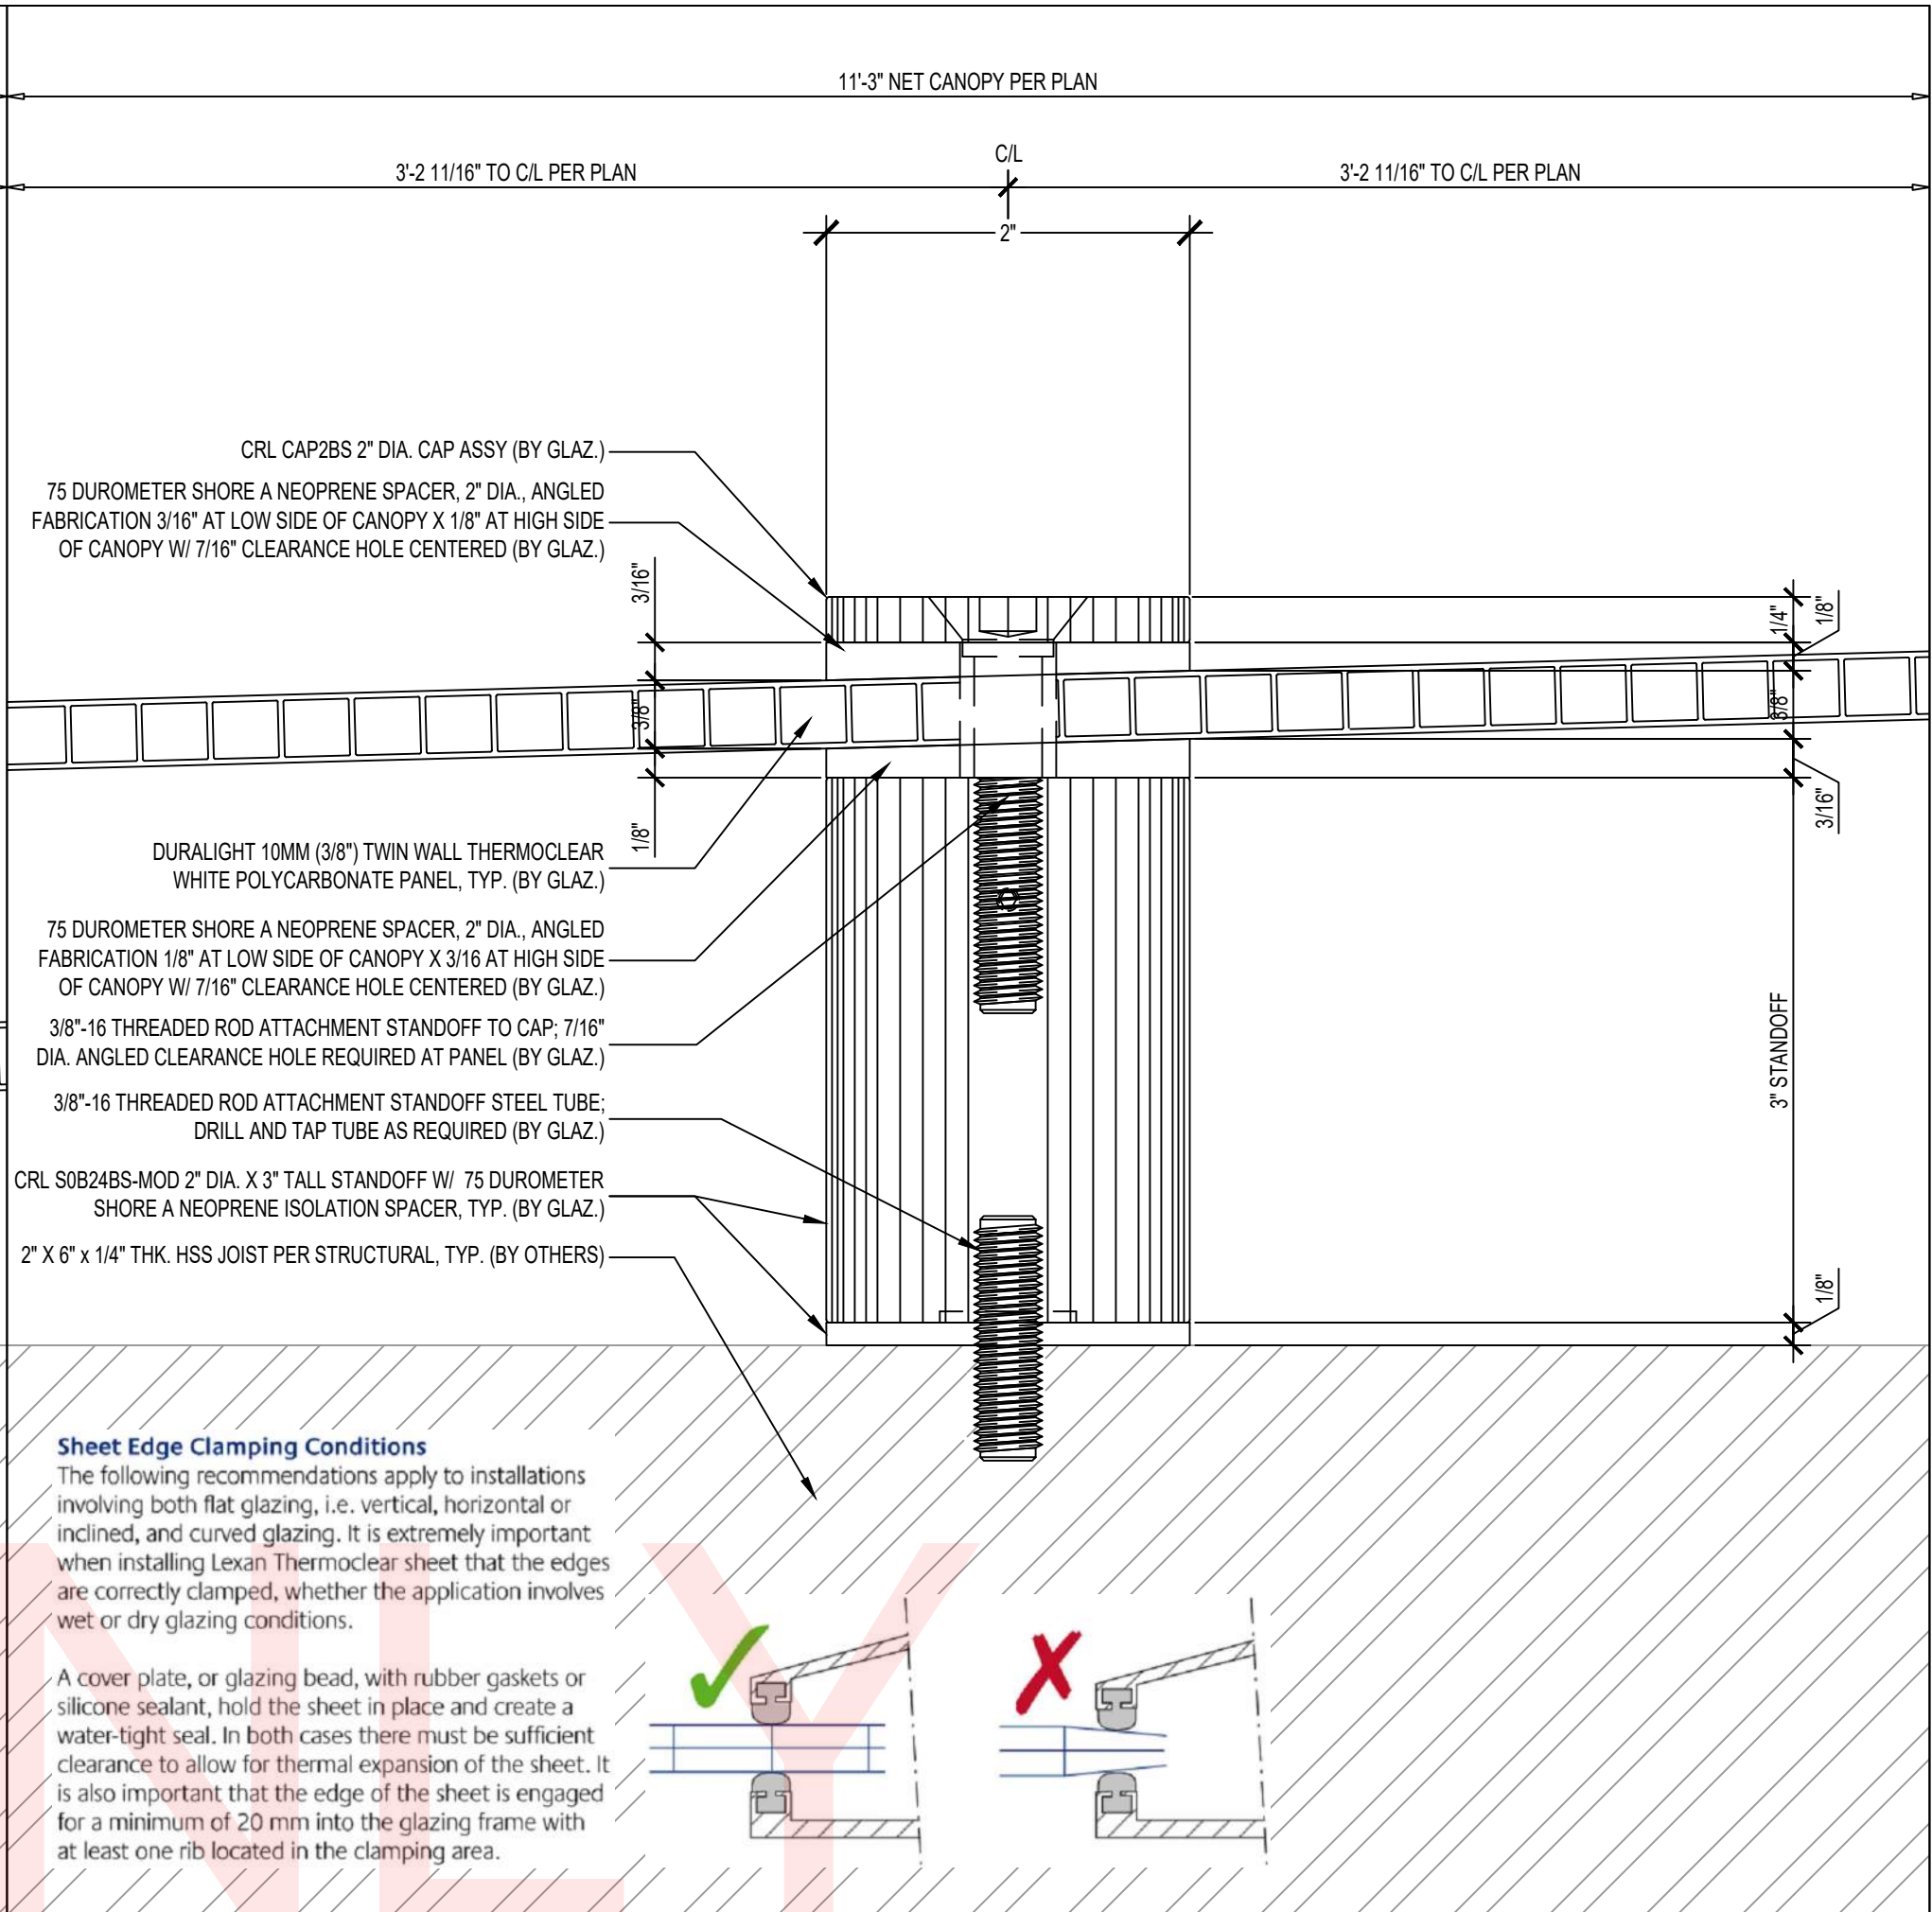 11'-3" NET CANOPY PER PLAN
C/L
3'-2 11/16" TO C/L PER PLAN
3'-2 11/16" TO C/L PER PLAN
2"
CRL CAP2BS 2" DIA. CAP ASSY (BY GLAZ.)
75 DUROMETER SHORE A NEOPRENE SPACER, 2" DIA., ANGLED
FABRICATION 3/16" AT LOW SIDE OF CANOPY X 1/8" AT HIGH SIDE
OF CANOPY W/ 7/16" CLEARANCE HOLE CENTERED (BY GLAZ.)
3/16"
3/8"
1/8"
1/4"
1/8"
3/8"
3/16"
DURALIGHT 10MM (3/8") TWIN WALL THERMOCLEAR
WHITE POLYCARBONATE PANEL, TYP. (BY GLAZ.)
75 DUROMETER SHORE A NEOPRENE SPACER, 2" DIA., ANGLED
FABRICATION 1/8" AT LOW SIDE OF CANOPY X 3/16 AT HIGH SIDE
OF CANOPY W/ 7/16" CLEARANCE HOLE CENTERED (BY GLAZ.)
3/8"-16 THREADED ROD ATTACHMENT STANDOFF TO CAP; 7/16"
DIA. ANGLED CLEARANCE HOLE REQUIRED AT PANEL (BY GLAZ.)
3/8"-16 THREADED ROD ATTACHMENT STANDOFF STEEL TUBE;
DRILL AND TAP TUBE AS REQUIRED (BY GLAZ.)
CRL S0B24BS-MOD 2" DIA. X 3" TALL STANDOFF W/ 75 DUROMETER
SHORE A NEOPRENE ISOLATION SPACER, TYP. (BY GLAZ.)
2" X 6" x 1/4" THK. HSS JOIST PER STRUCTURAL, TYP. (BY OTHERS)
3" STANDOFF
1/8"
Sheet Edge Clamping Conditions
The following recommendations apply to installations
involving both flat glazing, i.e. vertical, horizontal or
inclined, and curved glazing. It is extremely important
when installing Lexan Thermoclear sheet that the edges
are correctly clamped, whether the application involves
wet or dry glazing conditions.
A cover plate, or glazing bead, with rubber gaskets or
silicone sealant, hold the sheet in place and create a
water-tight seal. In both cases there must be sufficient
clearance to allow for thermal expansion of the sheet. It
is also important that the edge of the sheet is engaged
for a minimum of 20 mm into the glazing frame with
at least one rib located in the clamping area.
NLY